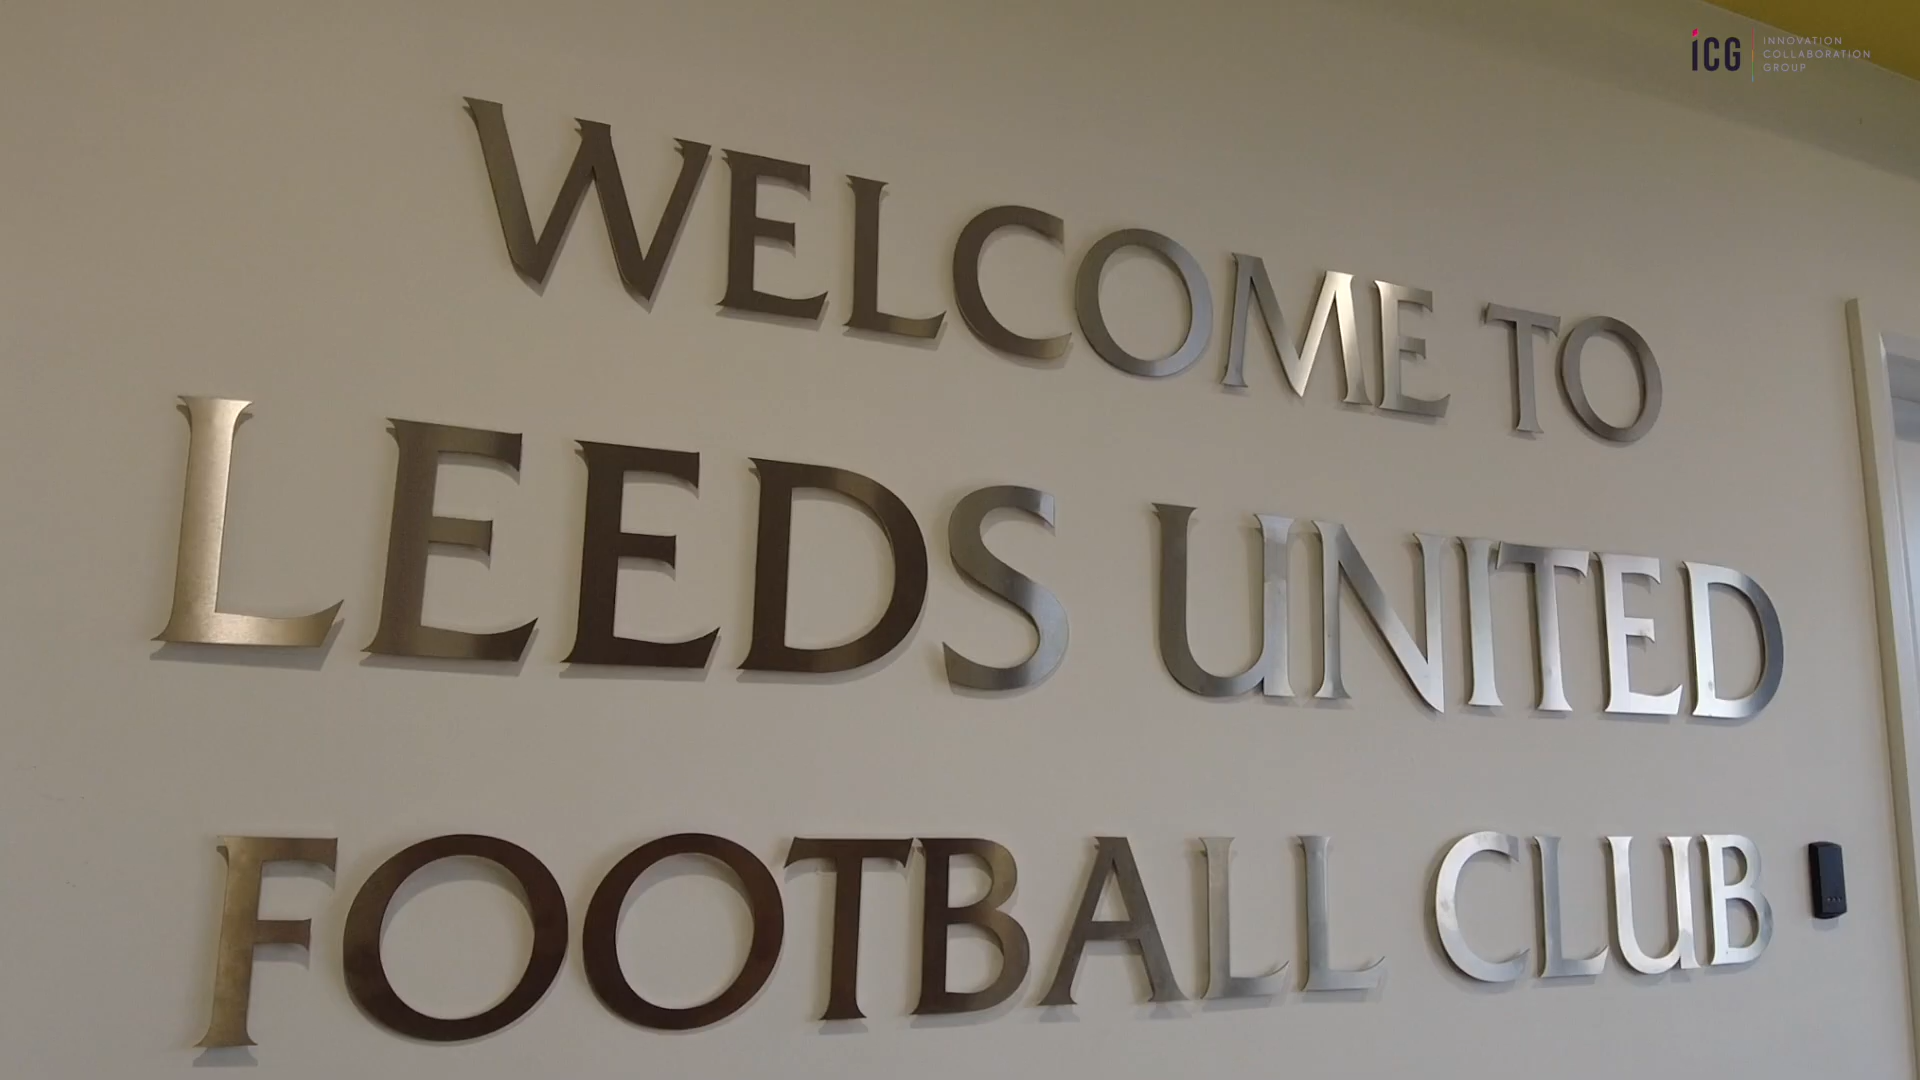 iCG
INNOVATION
COLLABORATION
GROUP
WELCOME TO
LEEDS UNITED
FOOTBALL CLUB